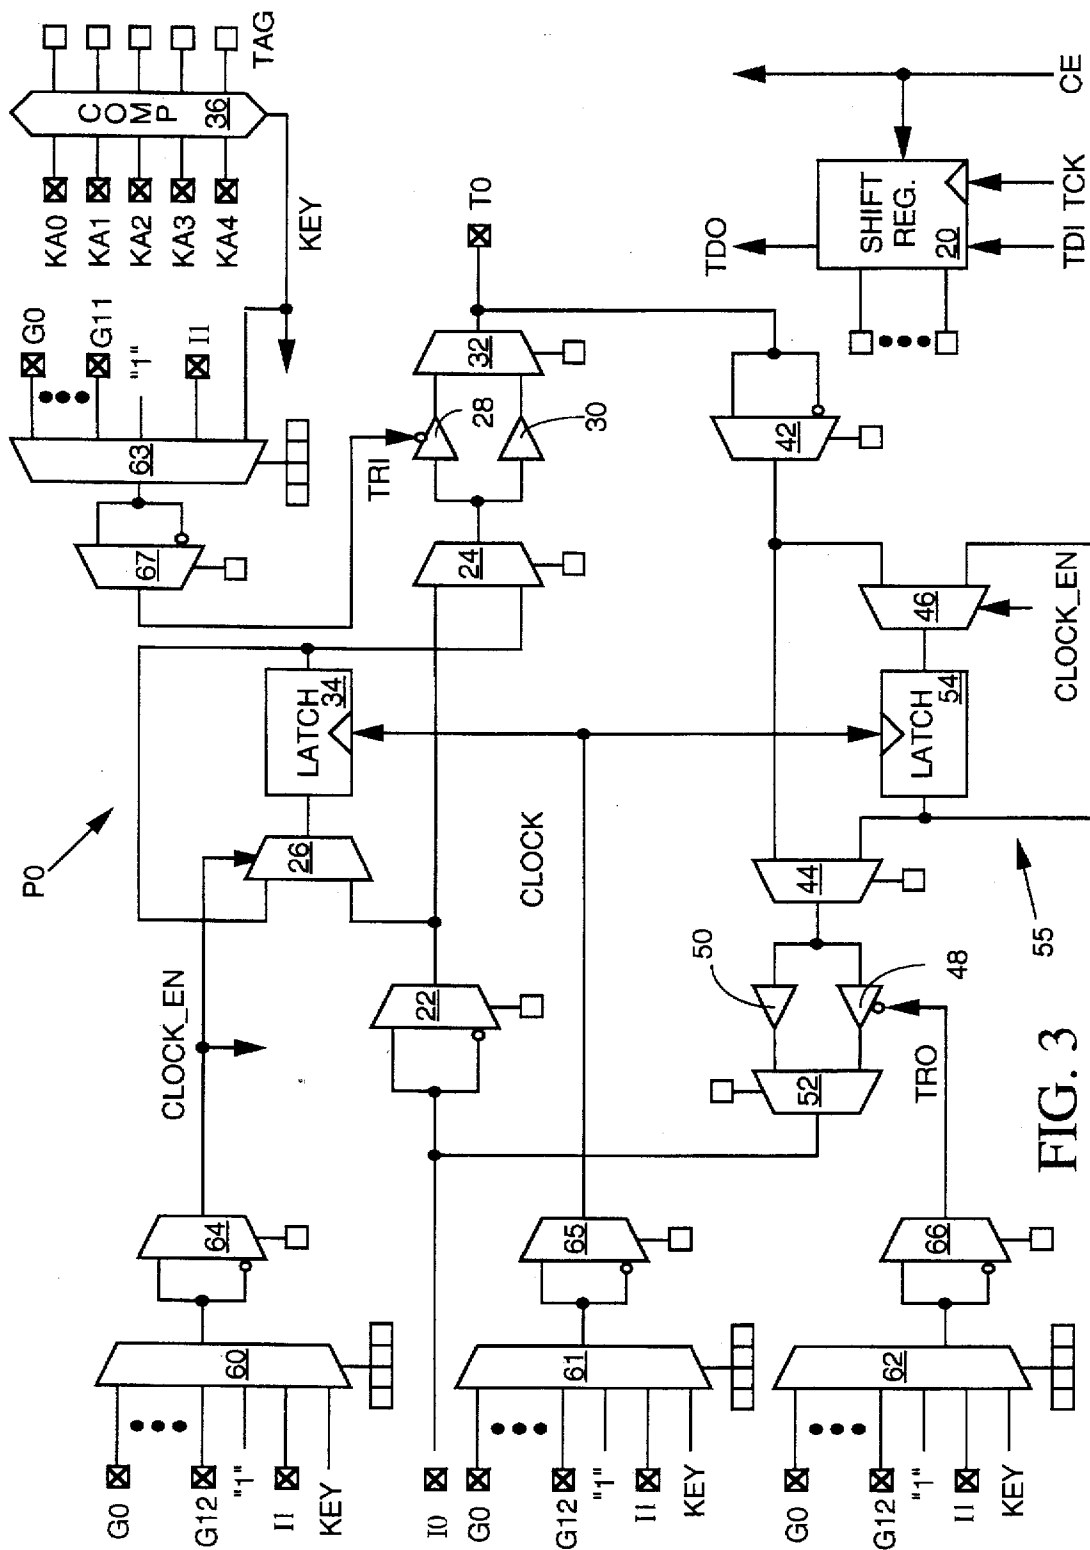 P0
G0
G11
"1"
I1
63
67
KA0
KA1
KA2
KA3
KA4
COMP
36
TAG
KEY
CLOCK_EN
G0
G12
"1"
I1
KEY
60
64
26
LATCH
34
TRI
28
30
24
32
T0
I0
22
CLOCK
G0
G12
"1"
I1
KEY
61
65
50
48
52
44
42
TRO
LATCH
54
46
CLOCK_EN
55
G0
G12
"1"
I1
KEY
62
66
TDO
SHIFT
REG.
20
TDI
TCK
CE
FIG. 3